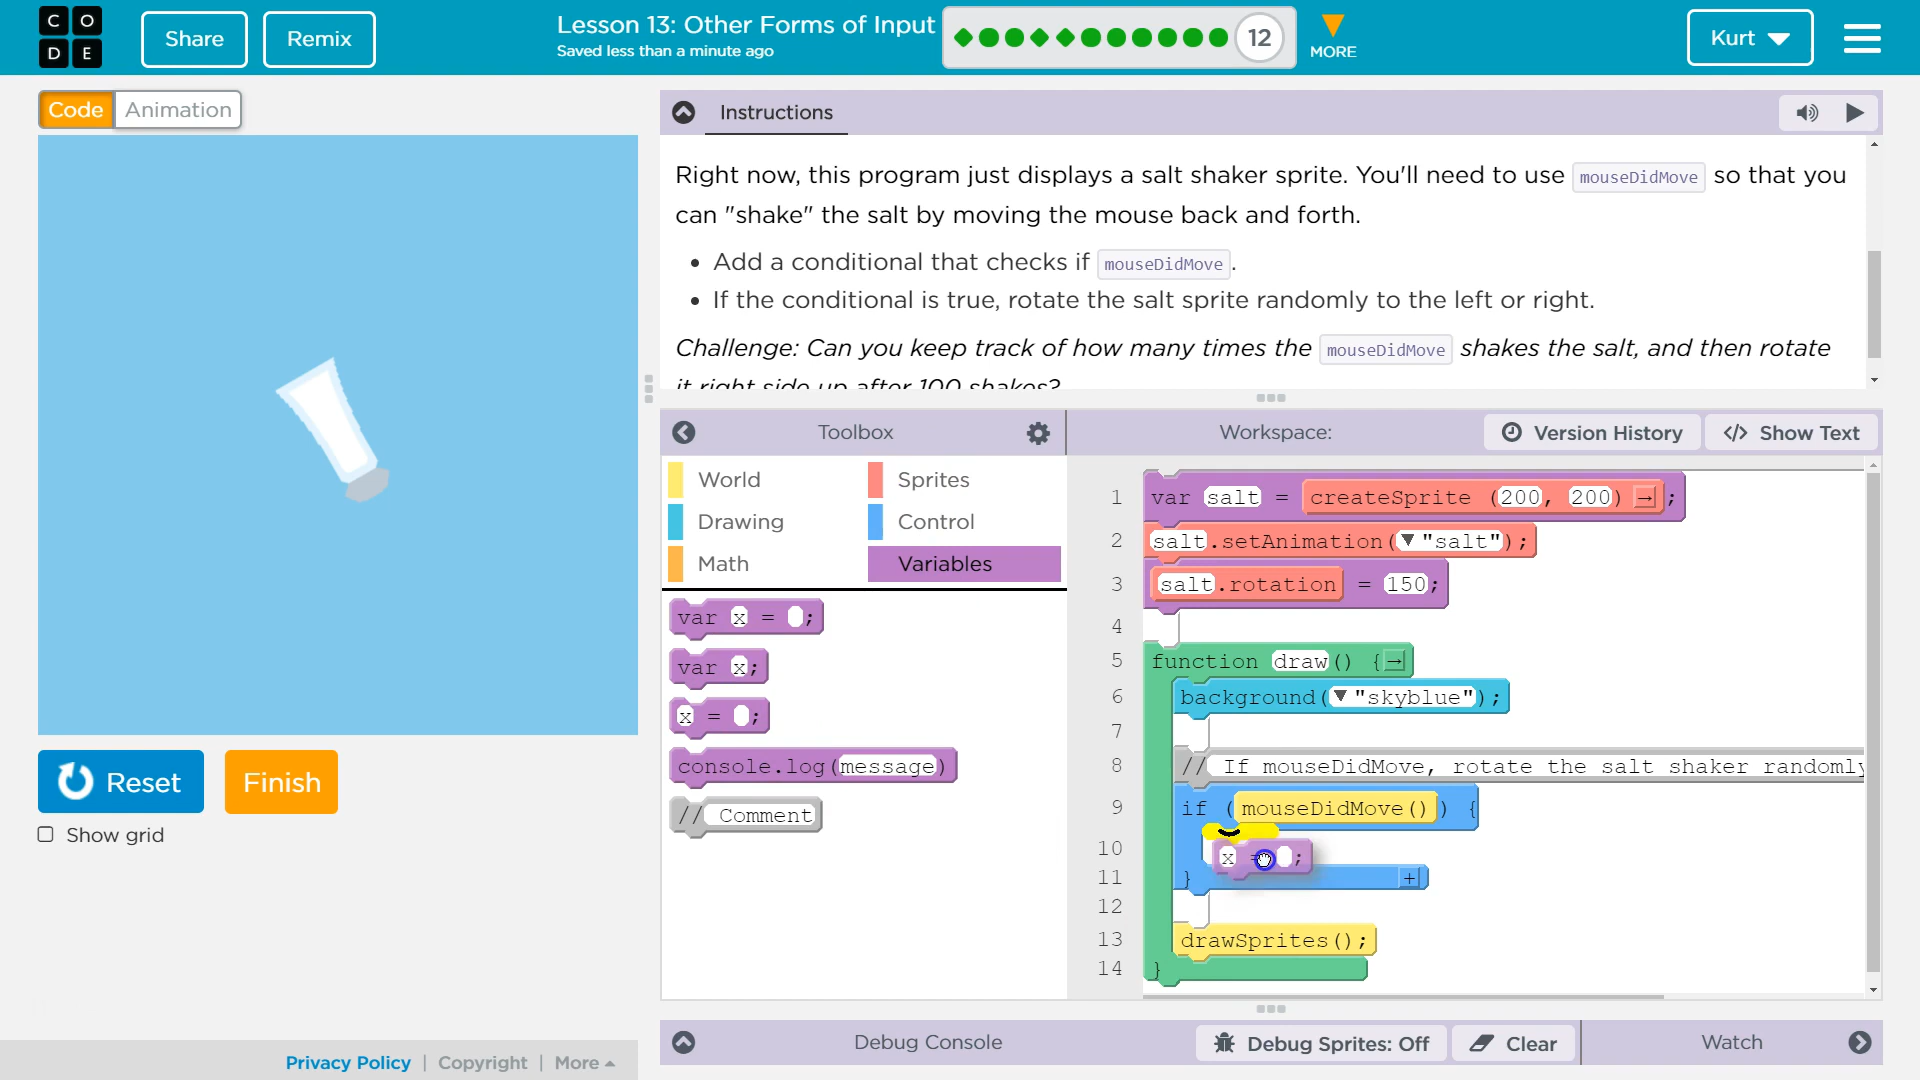 C O
D E
Share
Remix
Lesson 13: Other Forms of Input
Saved less than a minute ago
12
MORE
Kurt
Code
Animation
Instructions
Right now, this program just displays a salt shaker sprite. You'll need to use mouseDidMove so that you
can "shake" the salt by moving the mouse back and forth.
• Add a conditional that checks if mouseDidMove.
• If the conditional is true, rotate the salt sprite randomly to the left or right.
Challenge: Can you keep track of how many times the mouseDidMove shakes the salt, and then rotate
it right side up after 100 shakes?
Toolbox
Workspace:
Version History
</> Show Text
World
Sprites
Drawing
Control
Math
Variables
var x = ;
var x;
x = ;
console.log(message)
// Comment
1 var salt = createSprite (200, 200) → ;
2 salt.setAnimation(▼ "salt");
3 salt.rotation = 150;
4
5 function draw() { →
6 background(▼ "skyblue");
7
8 // If mouseDidMove, rotate the salt shaker randomly
9 if (mouseDidMove()) {
10 x = ;
11 } +
12
13 drawSprites();
14 }
Reset
Finish
Show grid
Debug Console
Debug Sprites: Off
Clear
Watch
Privacy Policy | Copyright | More